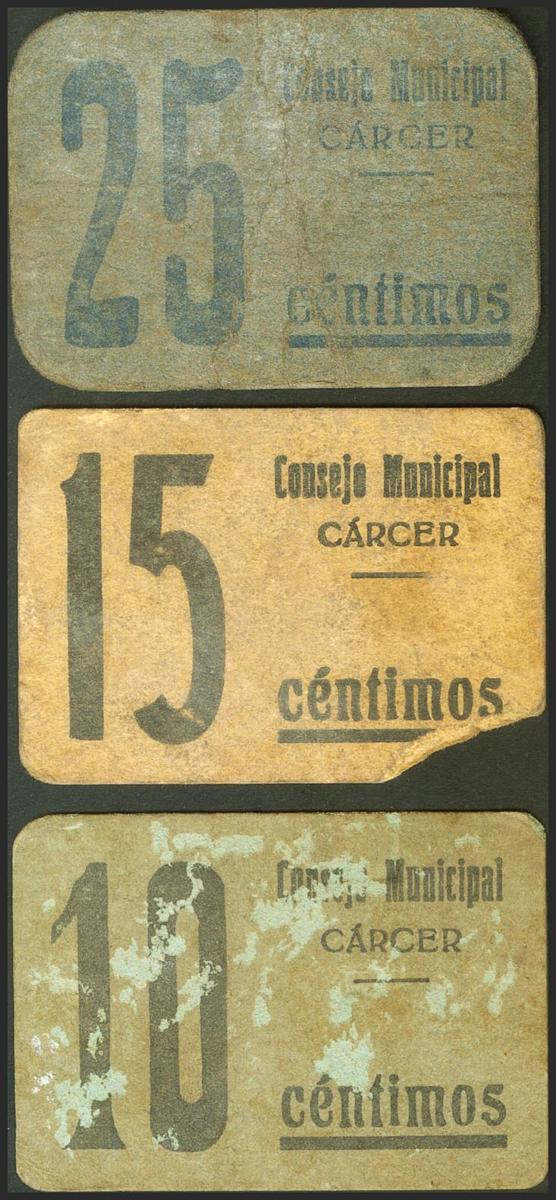 25
Consejo Municipal
CÁRCER
céntimos
15
Consejo Municipal
CÁRCER
céntimos
10
Consejo Municipal
CÁRCER
céntimos